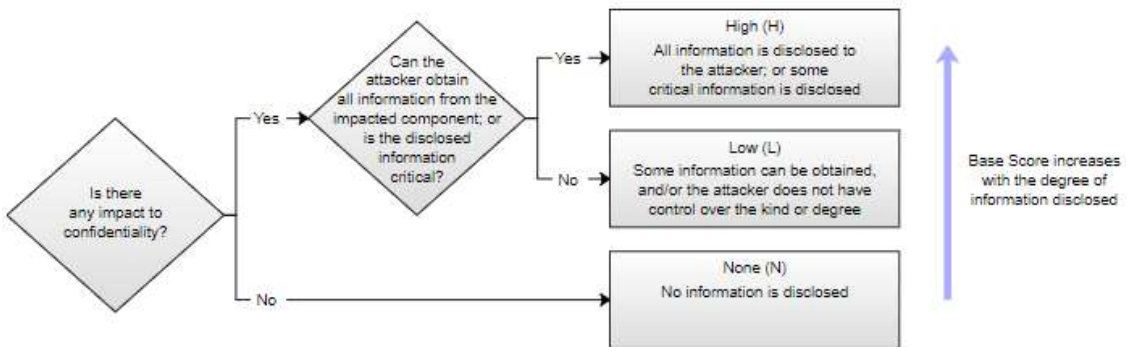 Is there
any impact to
confidentiality?
Yes
No
Can the
attacker obtain
all information from the
impacted component; or
is the disclosed
information
critical?
Yes
No
High (H)
All information is disclosed to
the attacker; or some
critical information is disclosed
Low (L)
Some information can be obtained,
and/or the attacker does not have
control over the kind or degree
None (N)
No information is disclosed
Base Score increases
with the degree of
information disclosed